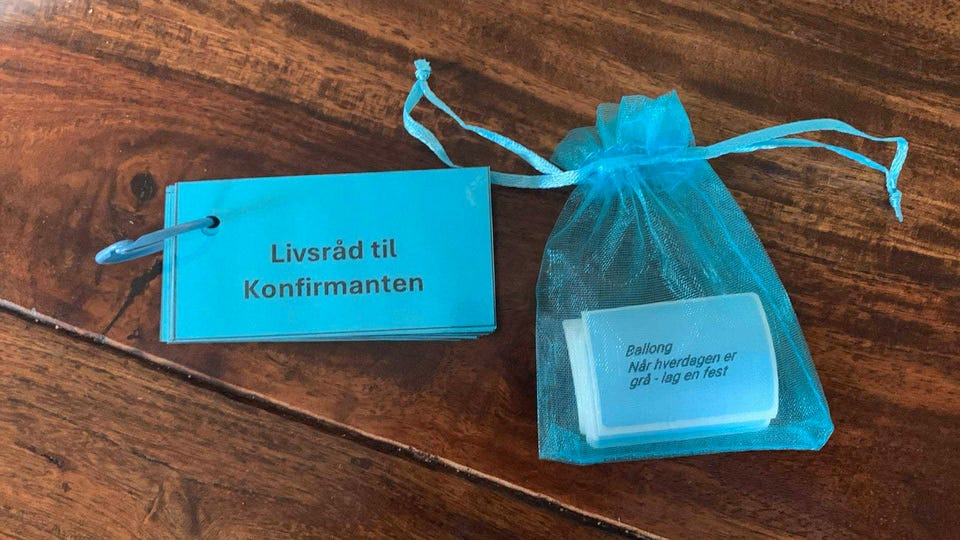 Livsråd til
Konfirmanten
Ballong
Når hverdagen er
grå - lag en fest